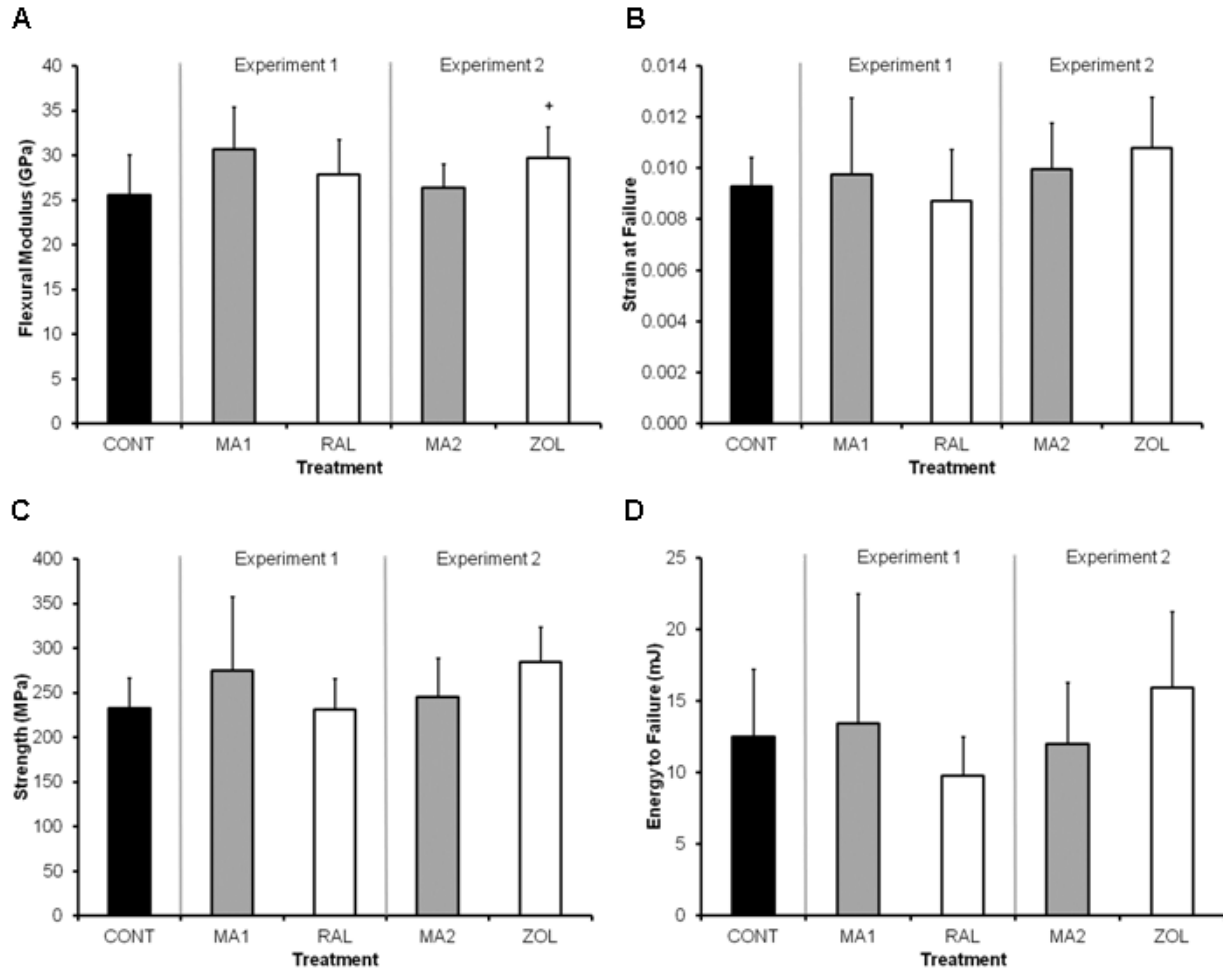 A
Experiment 1 Experiment 2
Flexural Modulus (GPa)
40
35
30
25
20
15
10
5
0
+
CONT MA1 RAL MA2 ZOL
Treatment
B
Experiment 1 Experiment 2
Strain at Failure
0.014
0.012
0.010
0.008
0.006
0.004
0.002
0.000
CONT MA1 RAL MA2 ZOL
Treatment
C
Experiment 1 Experiment 2
Strength (MPa)
400
350
300
250
200
150
100
50
0
CONT MA1 RAL MA2 ZOL
Treatment
D
Experiment 1 Experiment 2
Energy to Failure (mJ)
25
20
15
10
5
0
CONT MA1 RAL MA2 ZOL
Treatment